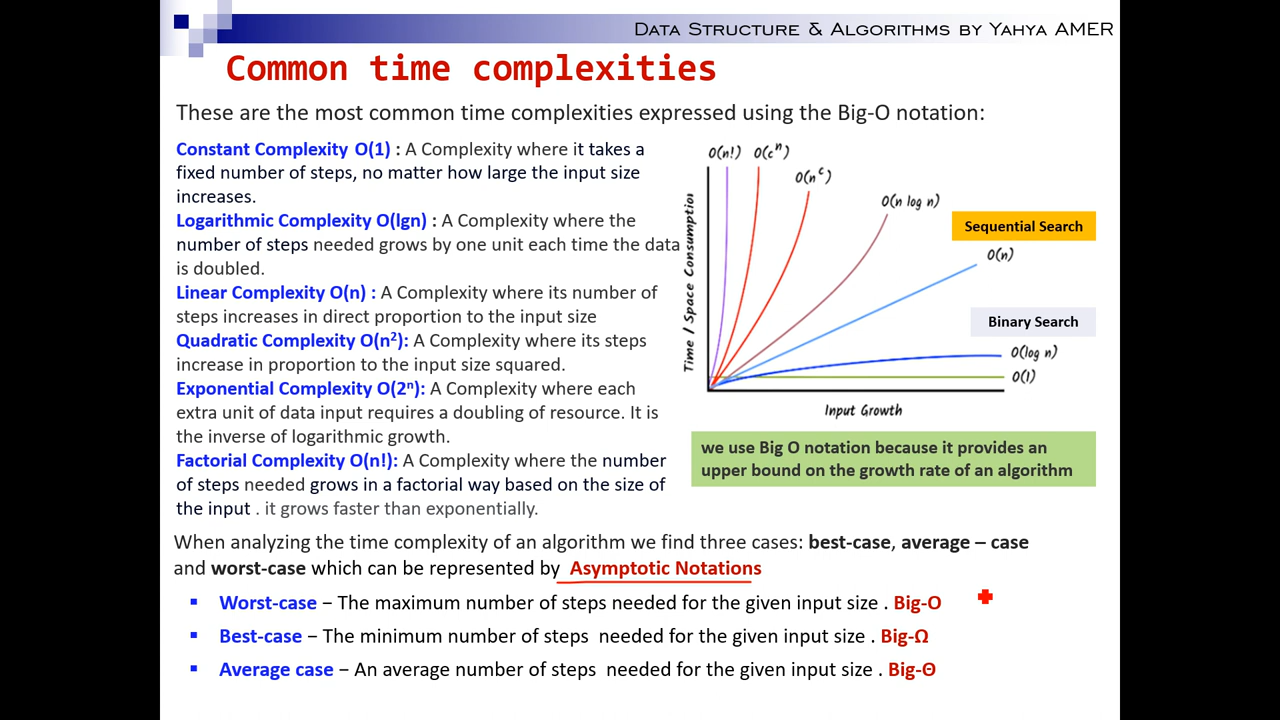 Data Structure & Algorithms by Yahya AMER
Common time complexities
These are the most common time complexities expressed using the Big-O notation:
Constant Complexity O(1) : A Complexity where it takes a
fixed number of steps, no matter how large the input size
increases.
Logarithmic Complexity O(lgn) : A Complexity where the
number of steps needed grows by one unit each time the data
is doubled.
Linear Complexity O(n) : A Complexity where its number of
steps increases in direct proportion to the input size
Quadratic Complexity O(n²): A Complexity where its steps
increase in proportion to the input size squared.
Exponential Complexity O(2ⁿ): A Complexity where each
extra unit of data input requires a doubling of resource. It is
the inverse of logarithmic growth.
Factorial Complexity O(n!): A Complexity where the number
of steps needed grows in a factorial way based on the size of
the input . it grows faster than exponentially.
Time / Space Consumption
O(n!)
O(cⁿ)
O(n^c)
O(n log n)
Sequential Search
O(n)
Binary Search
O(log n)
O(1)
Input Growth
we use Big O notation because it provides an
upper bound on the growth rate of an algorithm
When analyzing the time complexity of an algorithm we find three cases: best-case, average – case
and worst-case which can be represented by Asymptotic Notations
▪ Worst-case – The maximum number of steps needed for the given input size . Big-O
▪ Best-case – The minimum number of steps needed for the given input size . Big-Ω
▪ Average case – An average number of steps needed for the given input size . Big-Θ